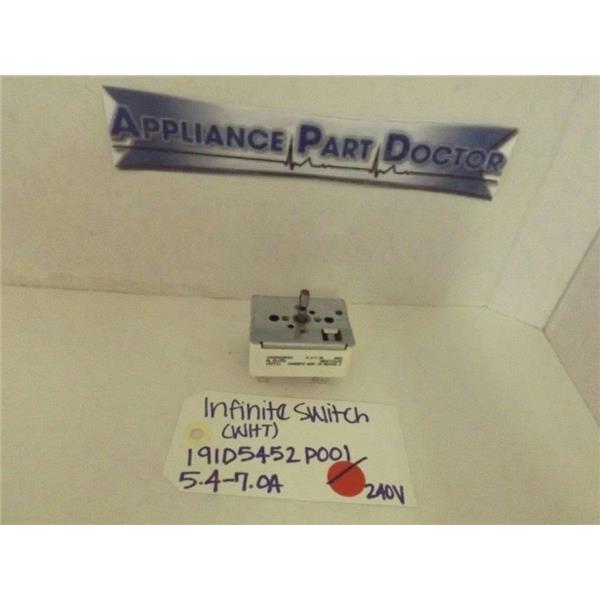 APPLIANCE PART DOCTOR
Infinite Switch
(WHT)
191D5452P001
5.4-7.0A
240V